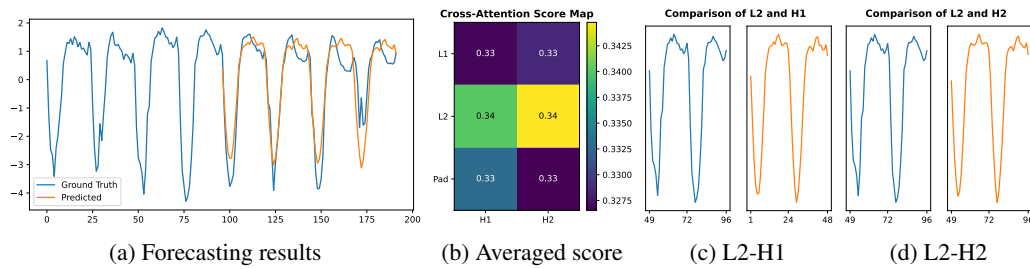 Cross-Attention Score Map
Comparison of L2 and H1
Comparison of L2 and H2
2
1
0
−1
−2
−3
−4
Ground Truth
Predicted
0 25 50 75 100 125 150 175 200
L1
L2
Pad
0.33 0.33
0.34 0.34
0.33 0.33
H1 H2
0.3425
0.3400
0.3375
0.3350
0.3325
0.3300
0.3275
49 72 96
1 24 48
49 72 96
49 72 96
(a) Forecasting results
(b) Averaged score
(c) L2-H1
(d) L2-H2